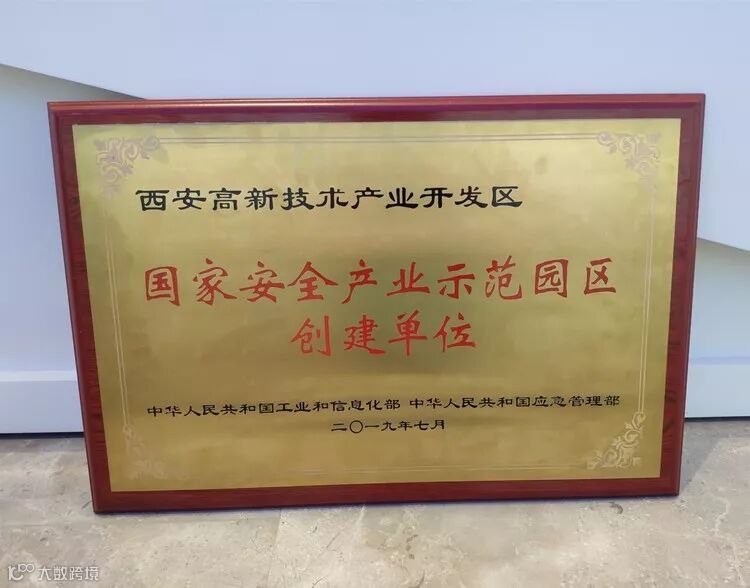 西安高新技术产业开发区
国家安全产业示范园区
创建单位
中华人民共和国工业和信息化部 中华人民共和国应急管理部
二〇一九年七月
大数跨境